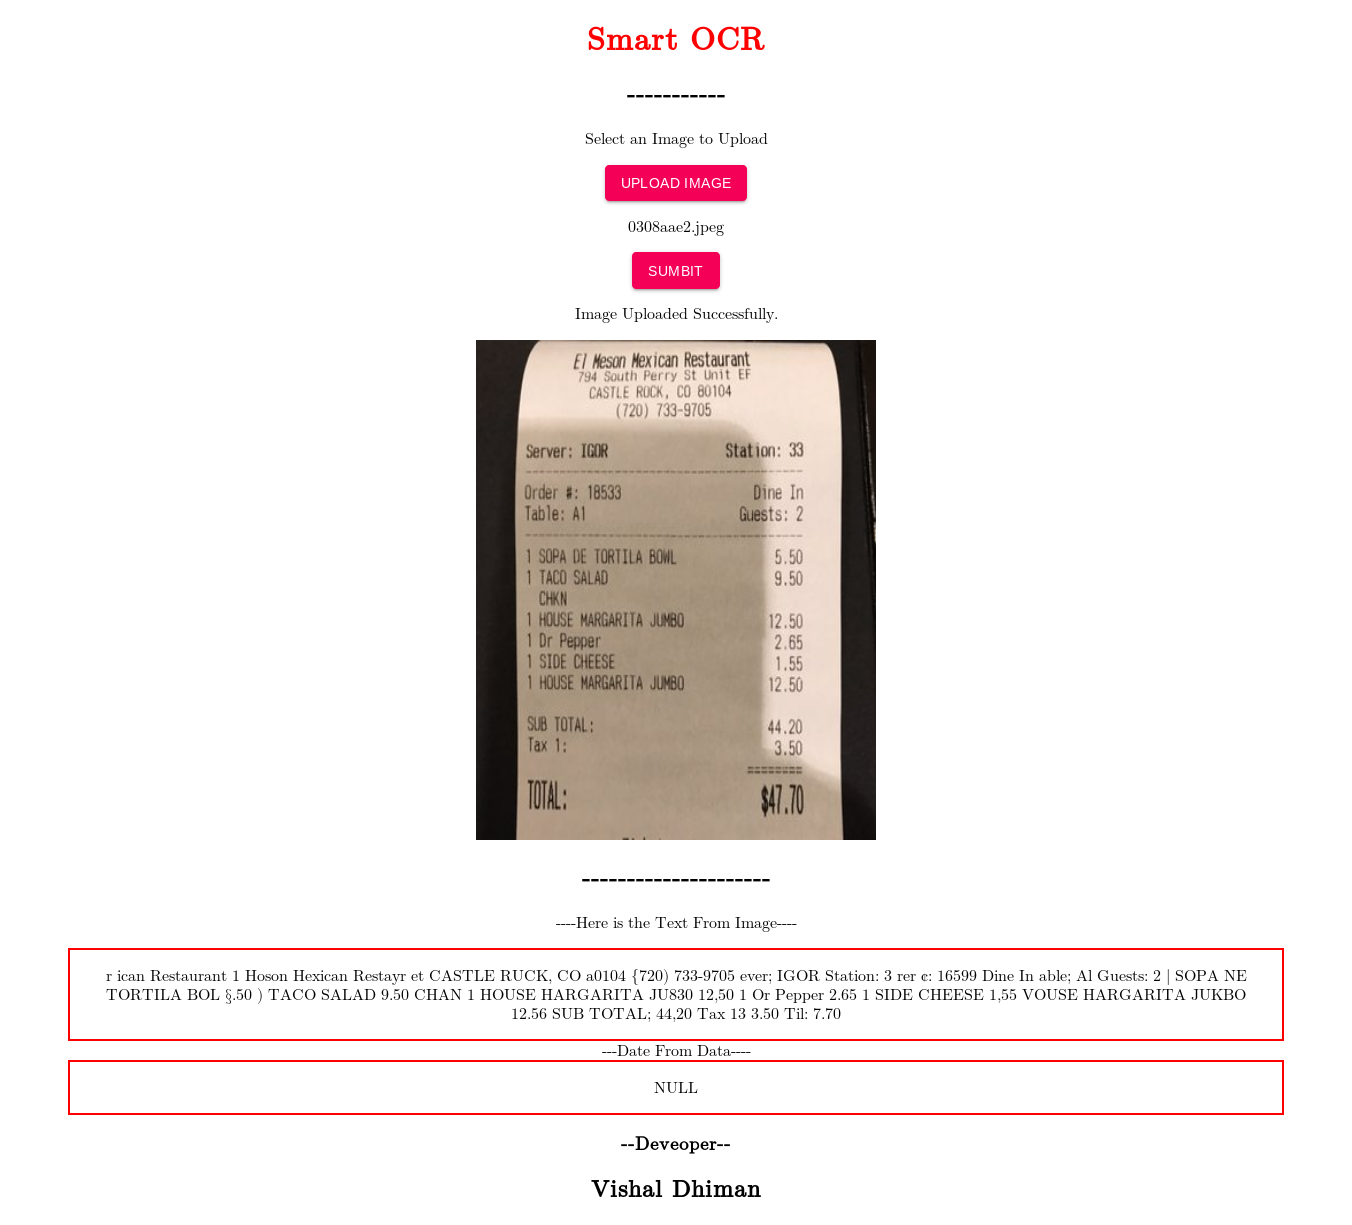 Smart OCR
-----------
Select an Image to Upload
UPLOAD IMAGE
0308aae2.jpeg
SUMBIT
Image Uploaded Successfully.
El Meson Mexican Restaurant
794 South Perry St Unit EF
CASTLE ROCK, CO 80104
(720) 733-9705
Server: IGOR Station: 33
Order #: 18533 Dine In
Table: A1 Guests: 2
1 SOPA DE TORTILA BOWL 5.50
1 TACO SALAD 9.50
CHKN
1 HOUSE MARGARITA JUMBO 12.50
1 Dr Pepper 2.65
1 SIDE CHEESE 1.55
1 HOUSE MARGARITA JUMBO 12.50
SUB TOTAL: 44.20
Tax 1: 3.50
========
TOTAL: $47.70
---------------------
----Here is the Text From Image----
r ican Restaurant 1 Hoson Hexican Restayr et CASTLE RUCK, CO a0104 {720) 733-9705 ever; IGOR Station: 3 rer ¢: 16599 Dine In able; Al Guests: 2 | SOPA NE
TORTILA BOL §.50 ) TACO SALAD 9.50 CHAN 1 HOUSE HARGARITA JU830 12,50 1 Or Pepper 2.65 1 SIDE CHEESE 1,55 VOUSE HARGARITA JUKBO
12.56 SUB TOTAL; 44,20 Tax 13 3.50 Til: 7.70
---Date From Data----
NULL
--Deveoper--
Vishal Dhiman